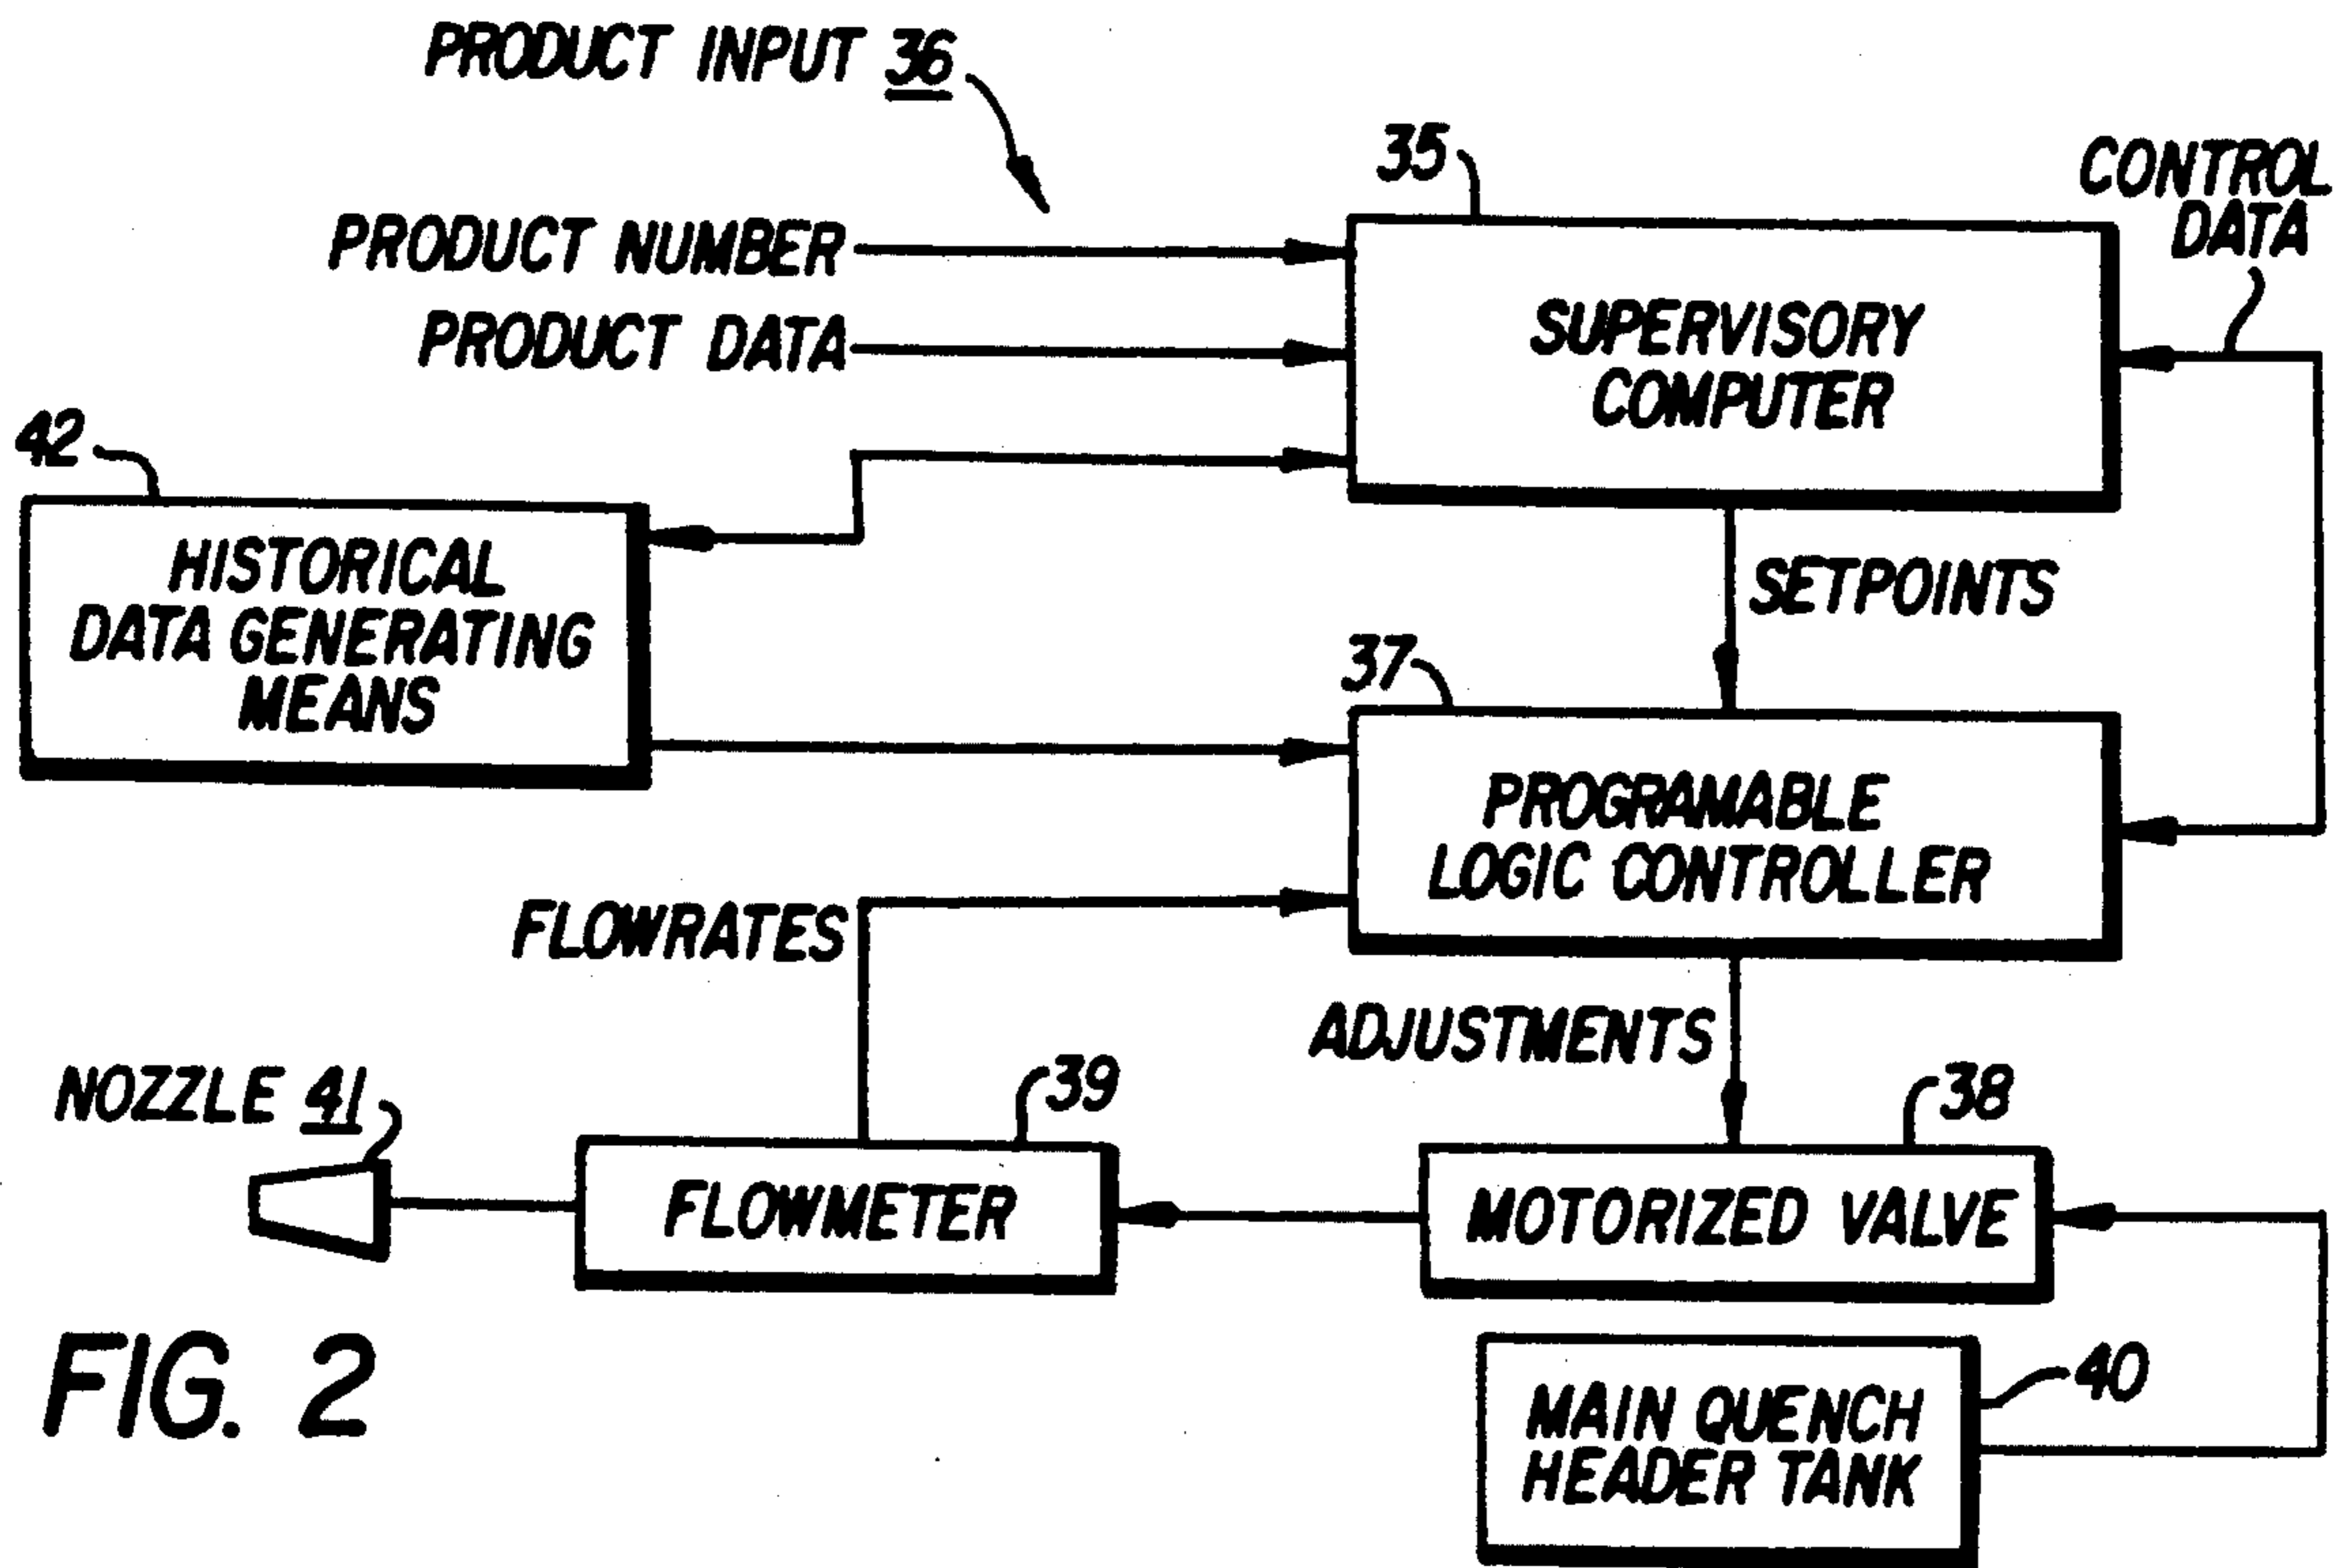 PRODUCT INPUT 36
35
CONTROL
DATA
PRODUCT NUMBER
PRODUCT DATA
SUPERVISORY
COMPUTER
42
HISTORICAL
DATA GENERATING
MEANS
SETPOINTS
37
PROGRAMABLE
LOGIC CONTROLLER
FLOWRATES
ADJUSTMENTS
NOZZLE 41
39
38
FLOWMETER
MOTORIZED VALVE
FIG. 2
40
MAIN QUENCH
HEADER TANK